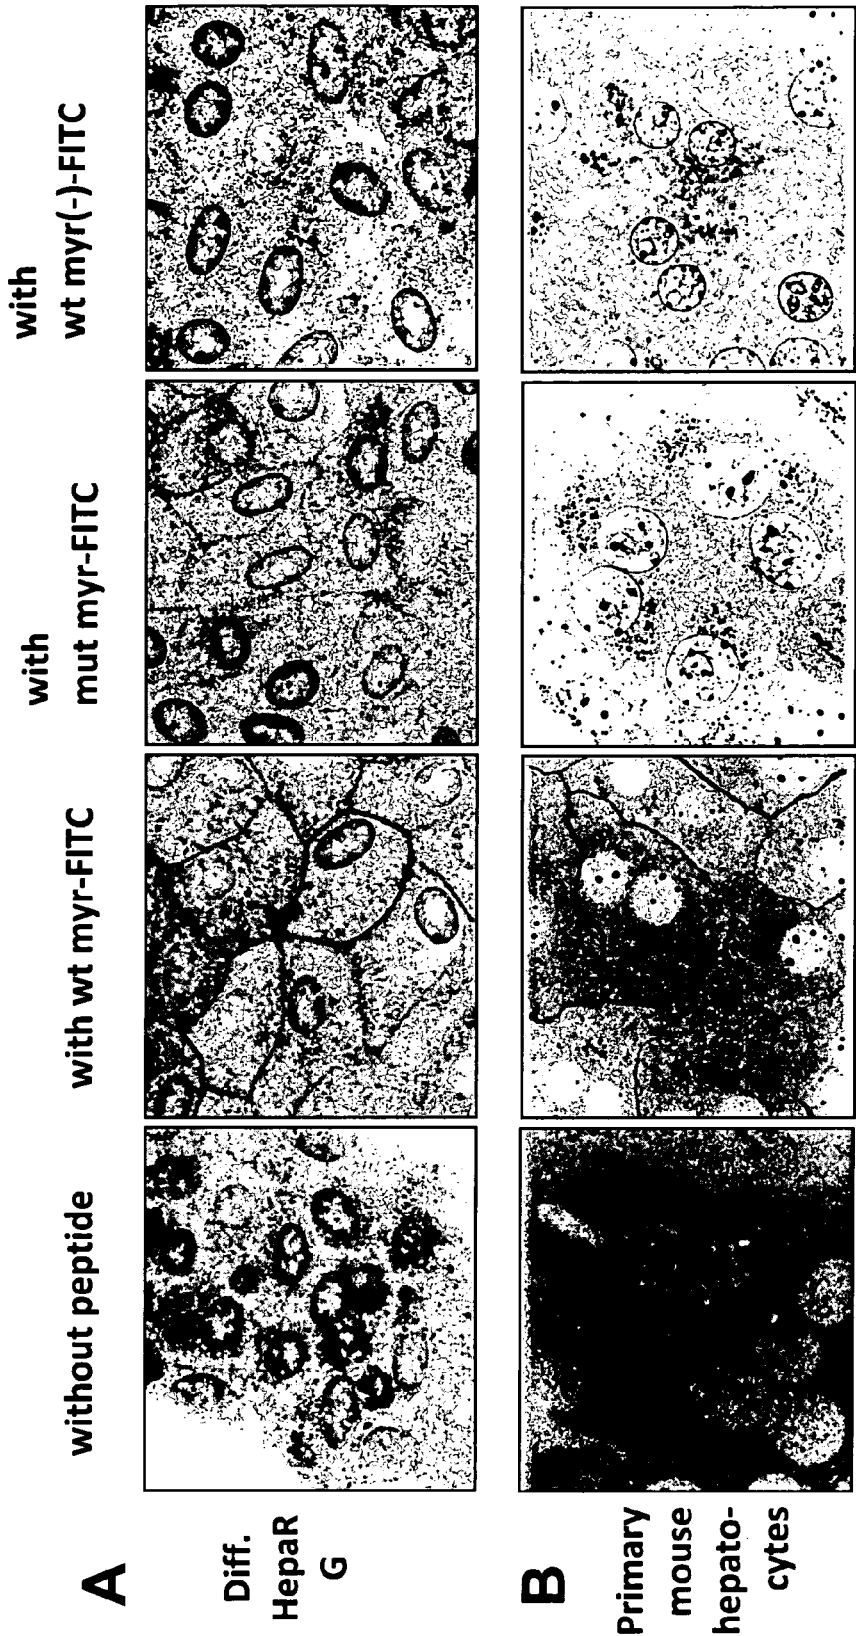 A
without peptide
with wt myr-FITC
with
mut myr-FITC
with
wt myr(-)-FITC
Diff.
HepaR
G
B
Primary
mouse
hepato-
cytes